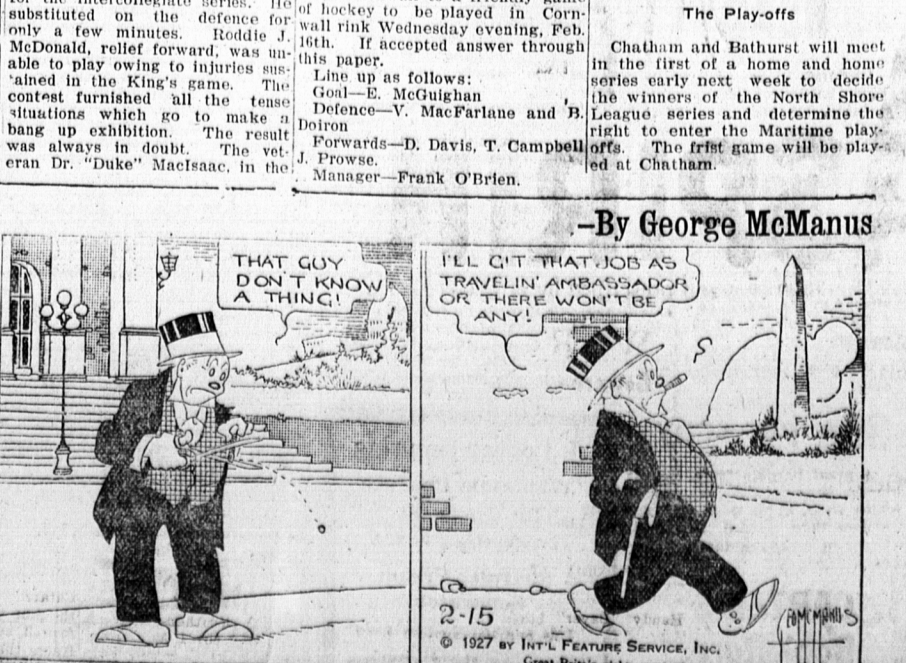 for the Intercollegiate series. He
substituted on the defence for
only a few minutes. Roddie J.
McDonald, relief forward, was un-
able to play owing to injuries sus-
'ained in the King's game. The
contest furnished all the tense
situations which go to make a
bang up exhibition. The result
was always in doubt. The vet-
eran Dr. "Duke" MacIsaac, in the
of hockey to be played in Corn-
wall rink Wednesday evening, Feb.
16th. If accepted answer through
this paper.
Line up as follows:
Goal—E. McGuighan
Defence—V. MacFarlane and B.
Doiron
Forwards—D. Davis, T. Campbell
J. Prowse.
Manager—Frank O'Brien.
The Play-offs
Chatham and Bathurst will meet
in the first of a home and home
series early next week to decide
the winners of the North Shore
League series and determine the
right to enter the Maritime play-
offs. The frist game will be play-
ed at Chatham.
—By George McManus
THAT GUY
DON'T KNOW
A THING!
I'LL GIT THAT JOB AS
TRAVELIN' AMBASSADOR
OR THERE WON'T BE
ANY!
2-15
© 1927 BY INT'L FEATURE SERVICE, INC.
GEO MCMANUS